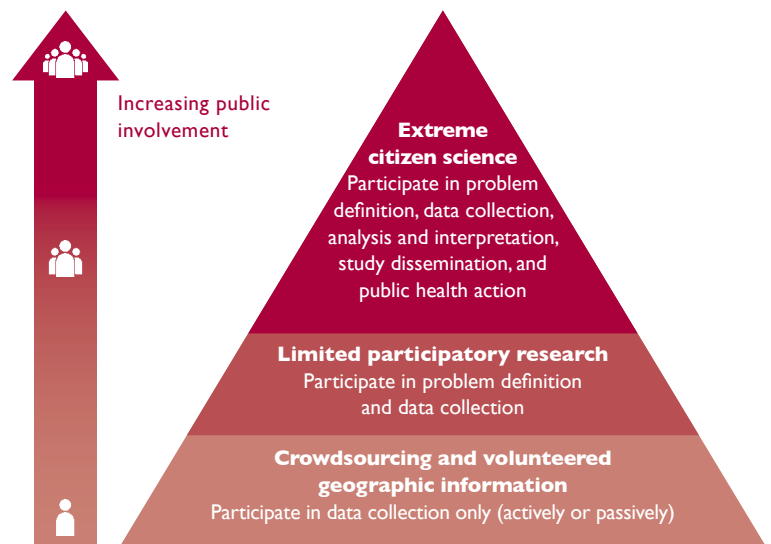 Increasing public
involvement
Extreme
citizen science
Participate in problem
definition, data collection,
analysis and interpretation,
study dissemination, and
public health action
Limited participatory research
Participate in problem definition
and data collection
Crowdsourcing and volunteered
geographic information
Participate in data collection only (actively or passively)